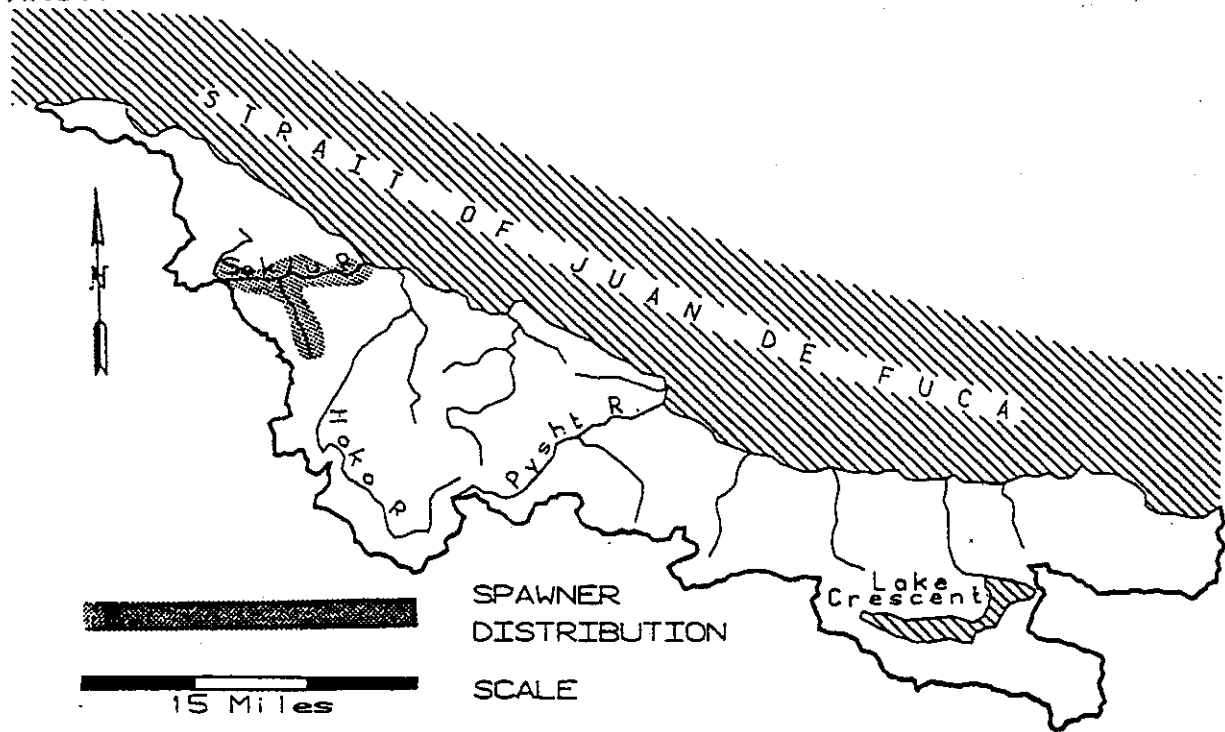 STRAIT OF JUAN DE FUCA
N
R
Hoko R
Pysht R.
Lake
Crescent
SPAWNER
DISTRIBUTION
SCALE
15 Miles